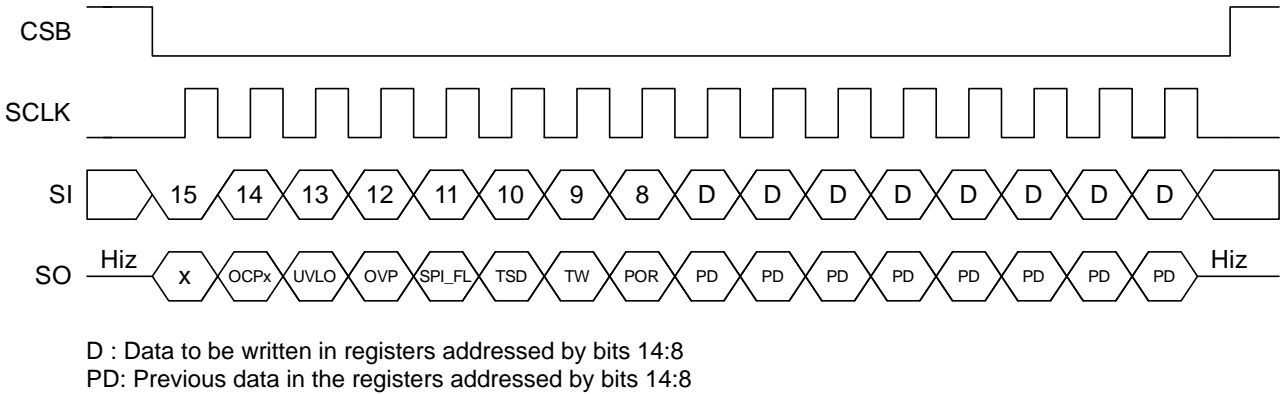 CSB
SCLK
SI 15 14 13 12 11 10 9 8 D D D D D D D D
SO Hiz x OCPx UVLO OVP SPI_FL TSD TW POR PD PD PD PD PD PD PD PD Hiz
D : Data to be written in registers addressed by bits 14:8
PD: Previous data in the registers addressed by bits 14:8